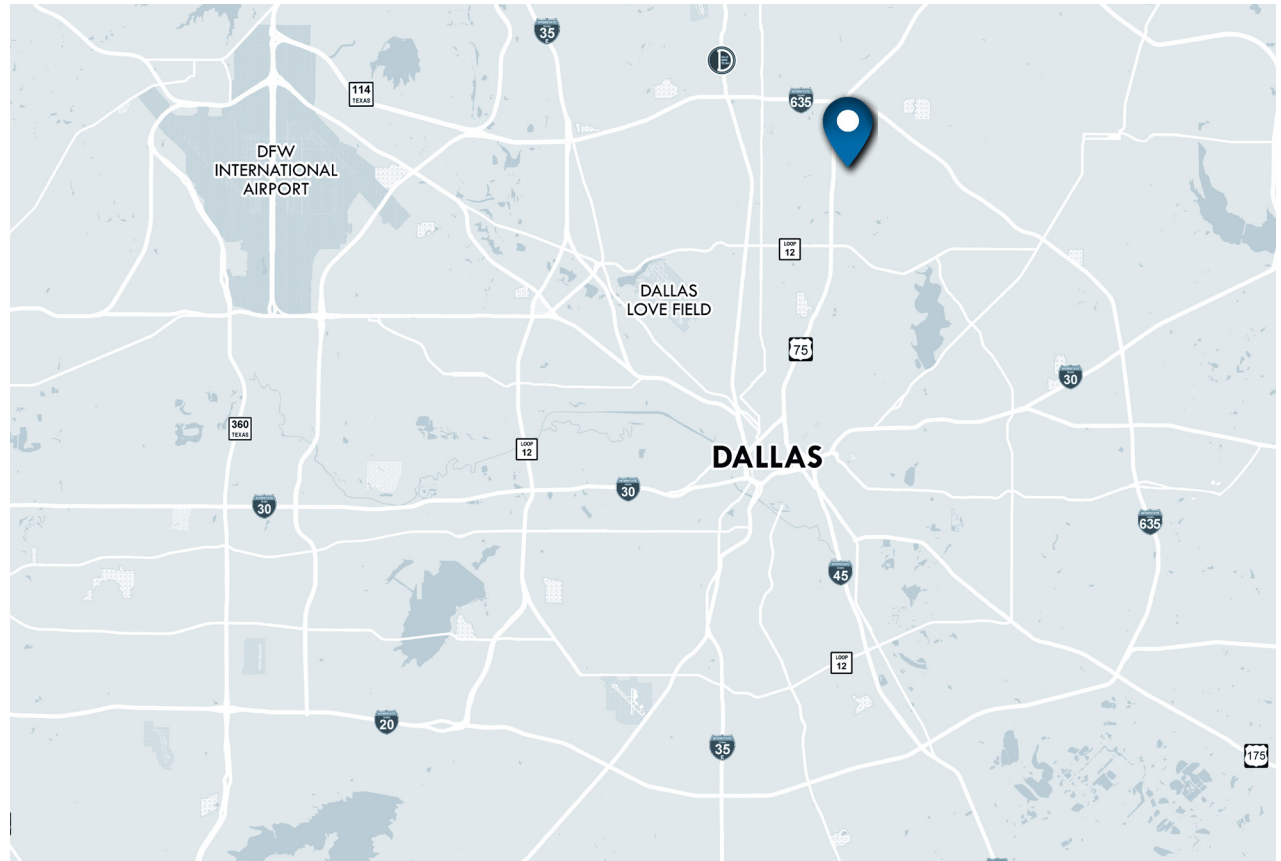 35
114
TEXAS
635
DFW
INTERNATIONAL
AIRPORT
LOOP
12
DALLAS
LOVE FIELD
75
30
360
TEXAS
LOOP
12
DALLAS
30
30
635
45
LOOP
12
20
35
175